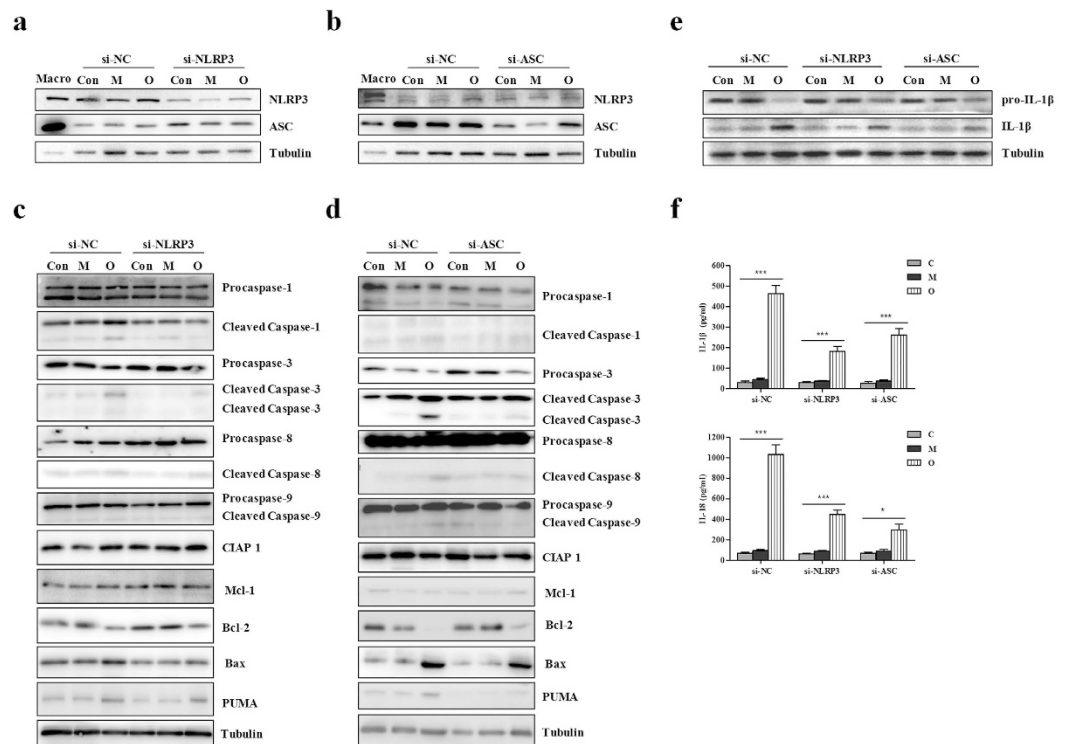 a
si-NC si-NLRP3
Macro Con M O Con M O
NLRP3
ASC
Tubulin
b
si-NC si-ASC
Macro Con M O Con M O
NLRP3
ASC
Tubulin
e
si-NC si-NLRP3 si-ASC
Con M O Con M O Con M O
pro-IL-1β
IL-1β
Tubulin
c
si-NC si-NLRP3
Con M O Con M O
Procaspase-1
Cleaved Caspase-1
Procaspase-3
Cleaved Caspase-3
Cleaved Caspase-3
Procaspase-8
Cleaved Caspase-8
Procaspase-9
Cleaved Caspase-9
CIAP 1
Mcl-1
Bcl-2
Bax
PUMA
Tubulin
d
si-NC si-ASC
Con M O Con M O
Procaspase-1
Cleaved Caspase-1
Procaspase-3
Cleaved Caspase-3
Cleaved Caspase-3
Procaspase-8
Cleaved Caspase-8
Procaspase-9
Cleaved Caspase-9
CIAP 1
Mcl-1
Bcl-2
Bax
PUMA
Tubulin
f
IL-1β (pg/ml)
600
500
400
300
200
100
0
***
***
***
C
M
O
si-NC si-NLRP3 si-ASC
IL-18 (pg/ml)
1200
1000
800
600
400
200
0
***
***
*
C
M
O
si-NC si-NLRP3 si-ASC